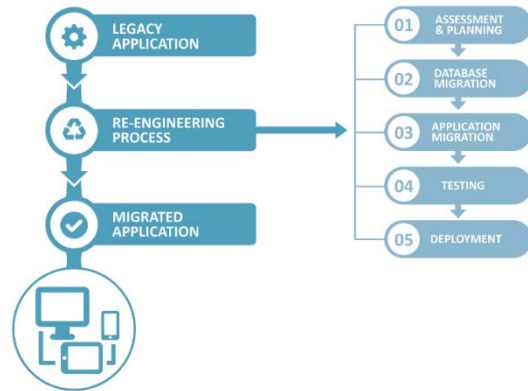 LEGACY
APPLICATION
RE-ENGINEERING
PROCESS
MIGRATED
APPLICATION
01
ASSESSMENT
& PLANNING
02
DATABASE
MIGRATION
03
APPLICATION
MIGRATION
04
TESTING
05
DEPLOYMENT